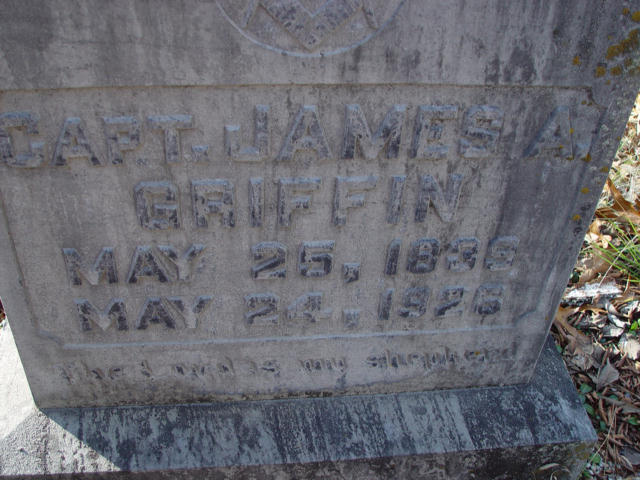 CAPT. JAMES A.
GRIFFIN
MAY 25, 1839
MAY 24, 1926
The Lord is my shepherd